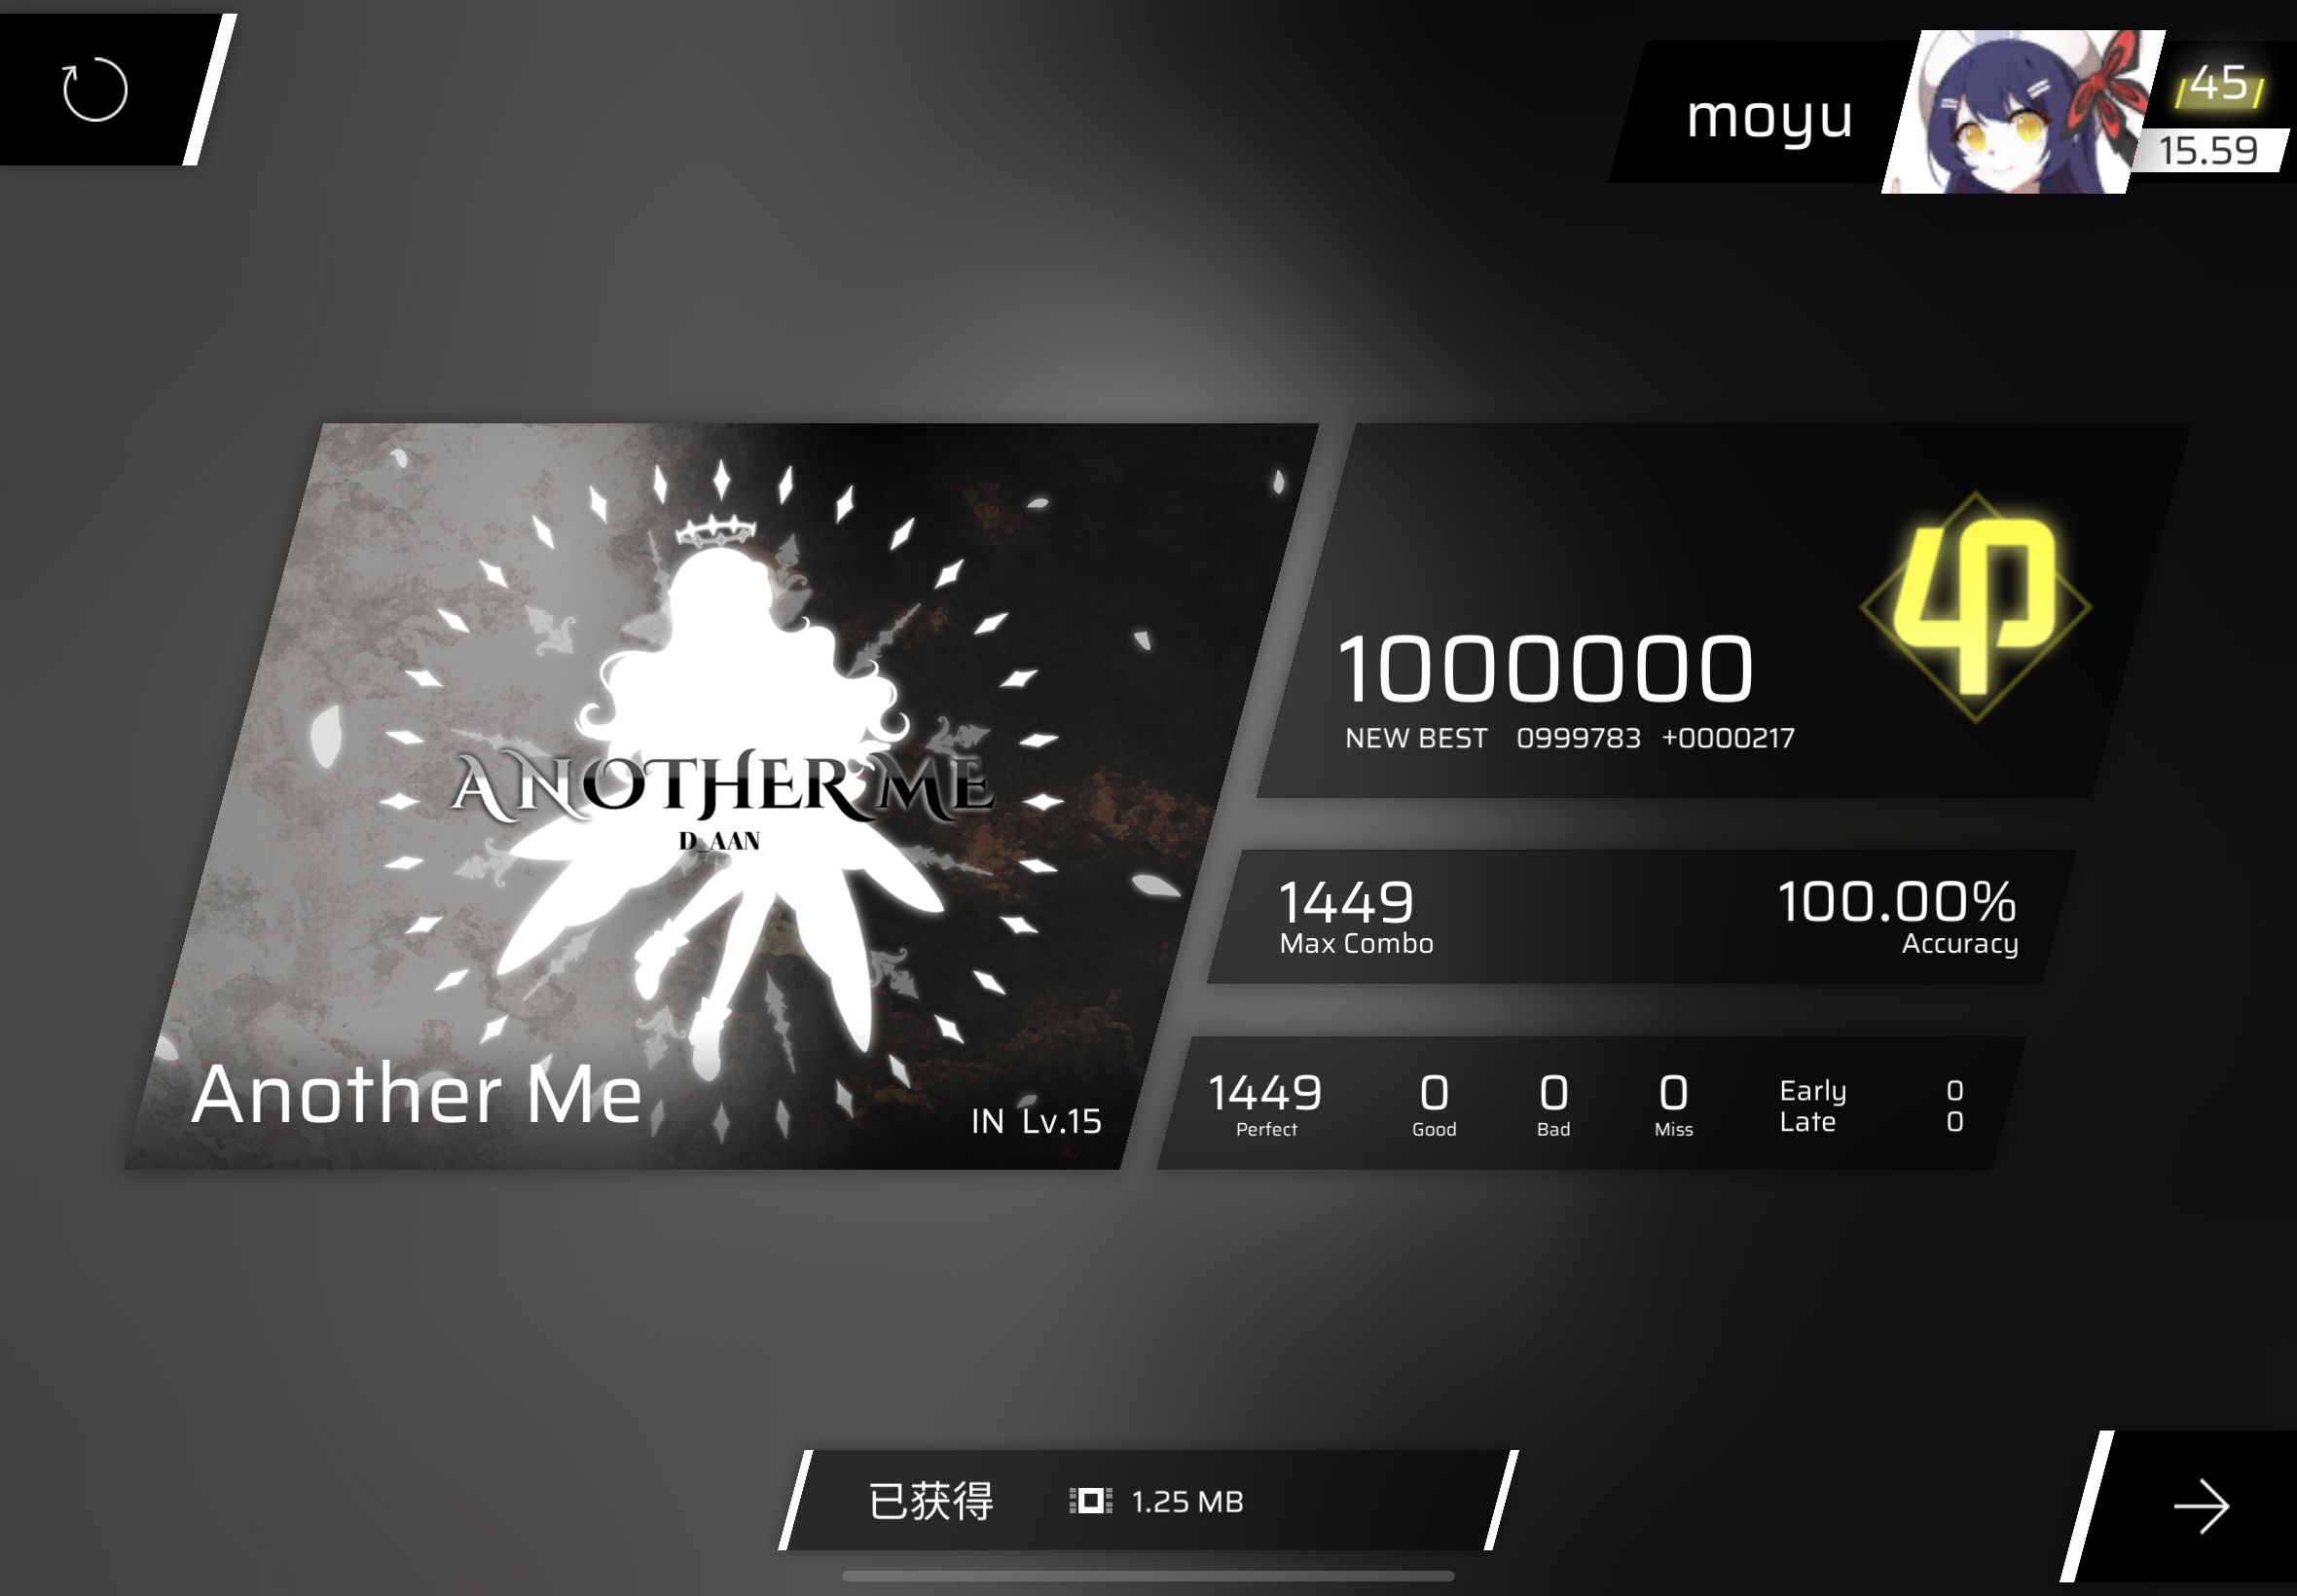 moyu
45
15.59
ANOTHER ME
D_AAN
Another Me
IN Lv.15
φ
1000000
NEW BEST 0999783 +0000217
1449 100.00%
Max Combo Accuracy
1449 0 0 0 Early 0
Perfect Good Bad Miss Late 0
已获得 1.25 MB